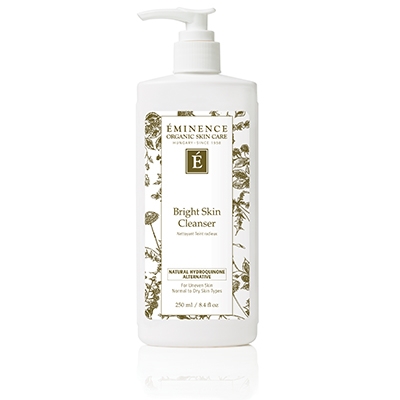 ÉMINENCE
ORGANIC SKIN CARE
HUNGARY/SINCE 1958
É
Bright Skin
Cleanser
Nettoyant Teint radieux
NATURAL HYDROQUINONE
ALTERNATIVE
For Uneven Skin
Normal to Dry Skin Types
250 ml / 8.4 fl oz